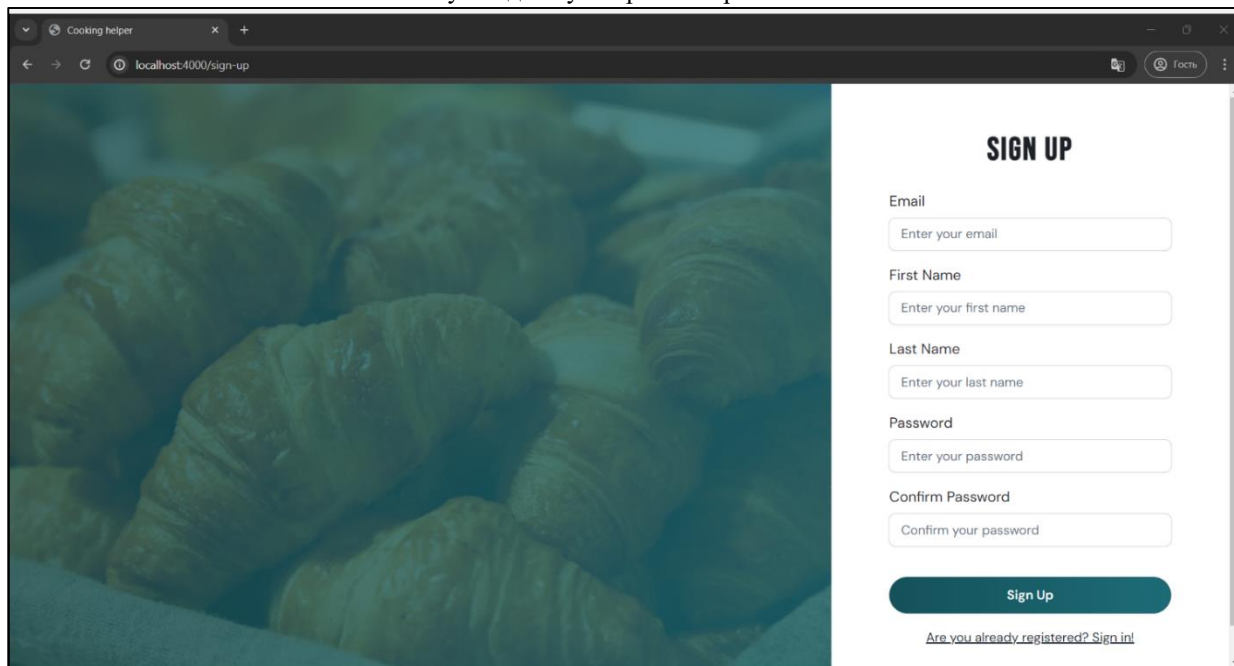 Cooking helper
localhost:4000/sign-up
Гость
SIGN UP
Email
Enter your email
First Name
Enter your first name
Last Name
Enter your last name
Password
Enter your password
Confirm Password
Confirm your password
Sign Up
Are you already registered? Sign in!